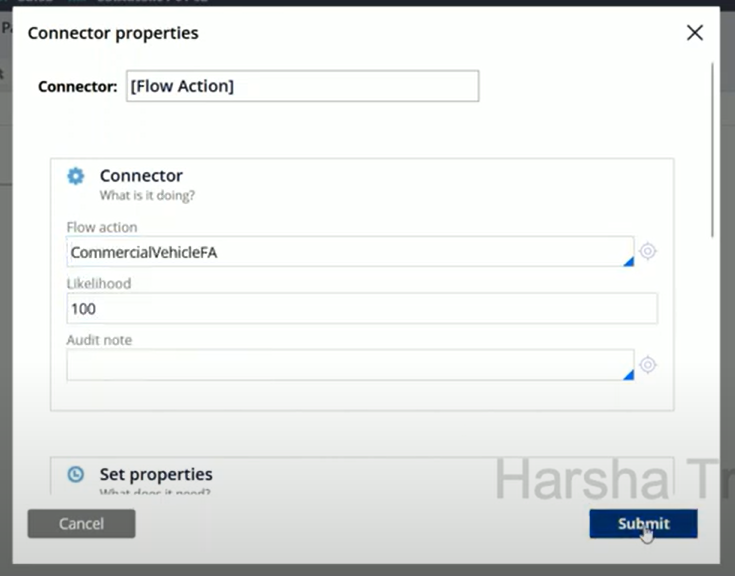 Connector properties
Connector: [Flow Action]
Connector
What is it doing?
Flow action
CommercialVehicleFA
Likelihood
100
Audit note
Set properties
What does it need?
Harsha Tr
Cancel
Submit